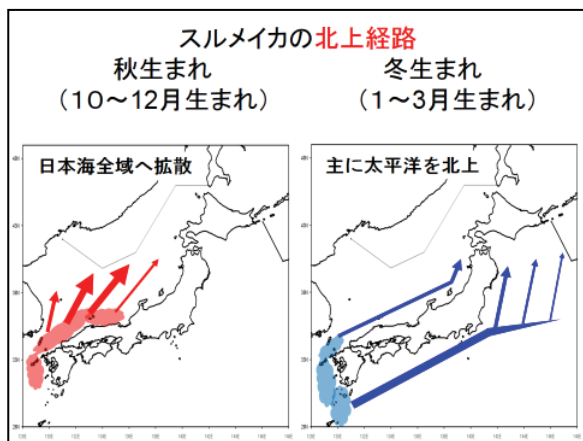 スルメイカの北上経路
秋生まれ
（１０～１２月生まれ）
冬生まれ
（１～３月生まれ）
日本海全域へ拡散
主に太平洋を北上